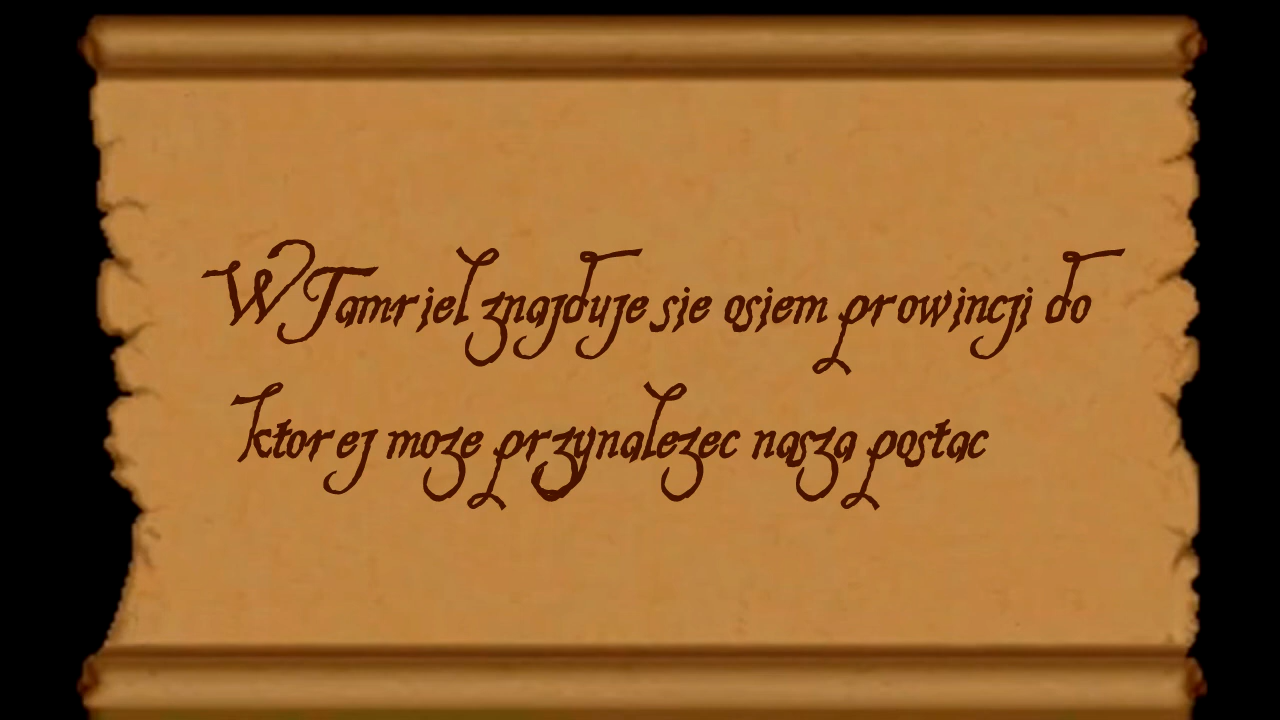 W Tamriel znajduje sie osiem prowincji do
ktorej moze przynalezec nasza postac